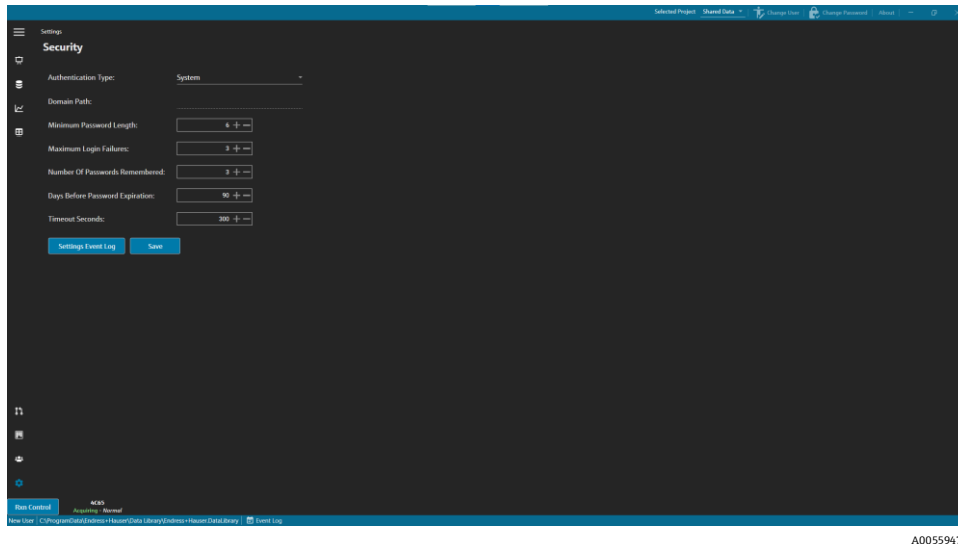 Selected Project Shared Data Change User Change Password About
Settings
Security
Authentication Type: System
Domain Path:
Minimum Password Length: 6
Maximum Login Failures: 3
Number Of Passwords Remembered: 3
Days Before Password Expiration: 90
Timeout Seconds: 300
Settings Event Log Save
Run Control
4C65
Acquiring - Normal
New User C:\ProgramData\Endress+Hauser\Data Library\Endress+Hauser.DataLibrary Event Log